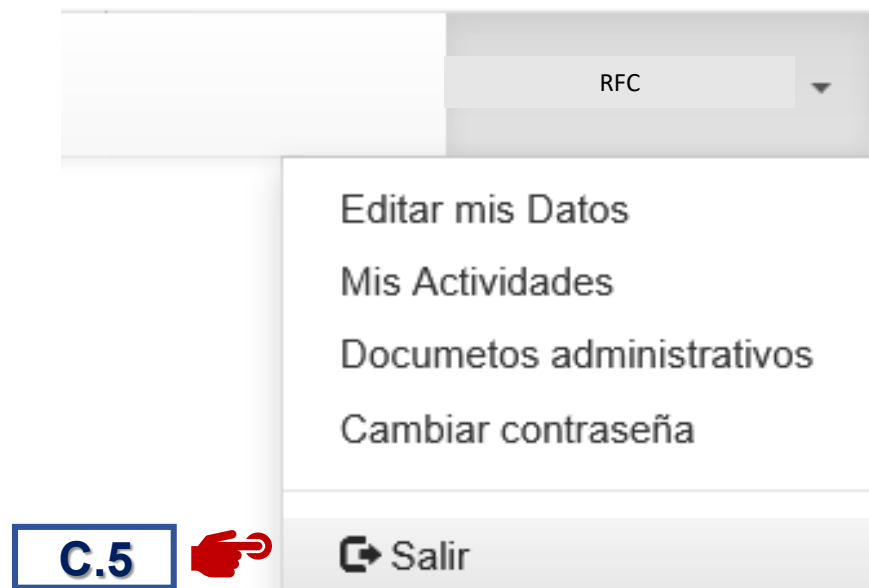 RFC
Editar mis Datos
Mis Actividades
Documetos administrativos
Cambiar contraseña
C.5
Salir